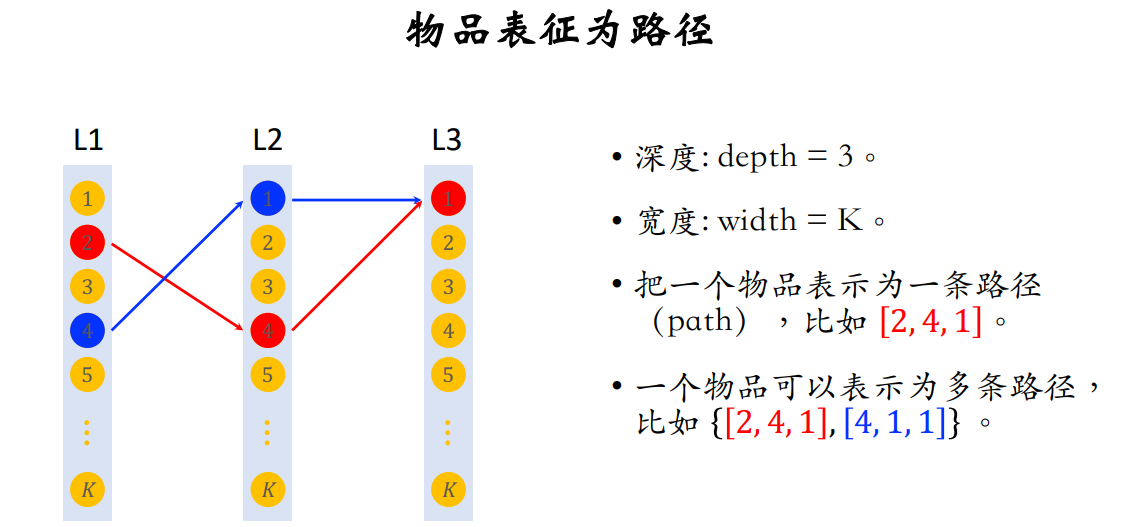 物品表征为路径
L1 L2 L3
1 1 1
2 2 2
3 3 3
4 4 4
5 5 5
⋮ ⋮ ⋮
K K K
• 深度: depth = 3。
• 宽度: width = K。
• 把一个物品表示为一条路径
（path），比如 [2, 4, 1]。
• 一个物品可以表示为多条路径，
比如 {[2, 4, 1], [4, 1, 1]} 。